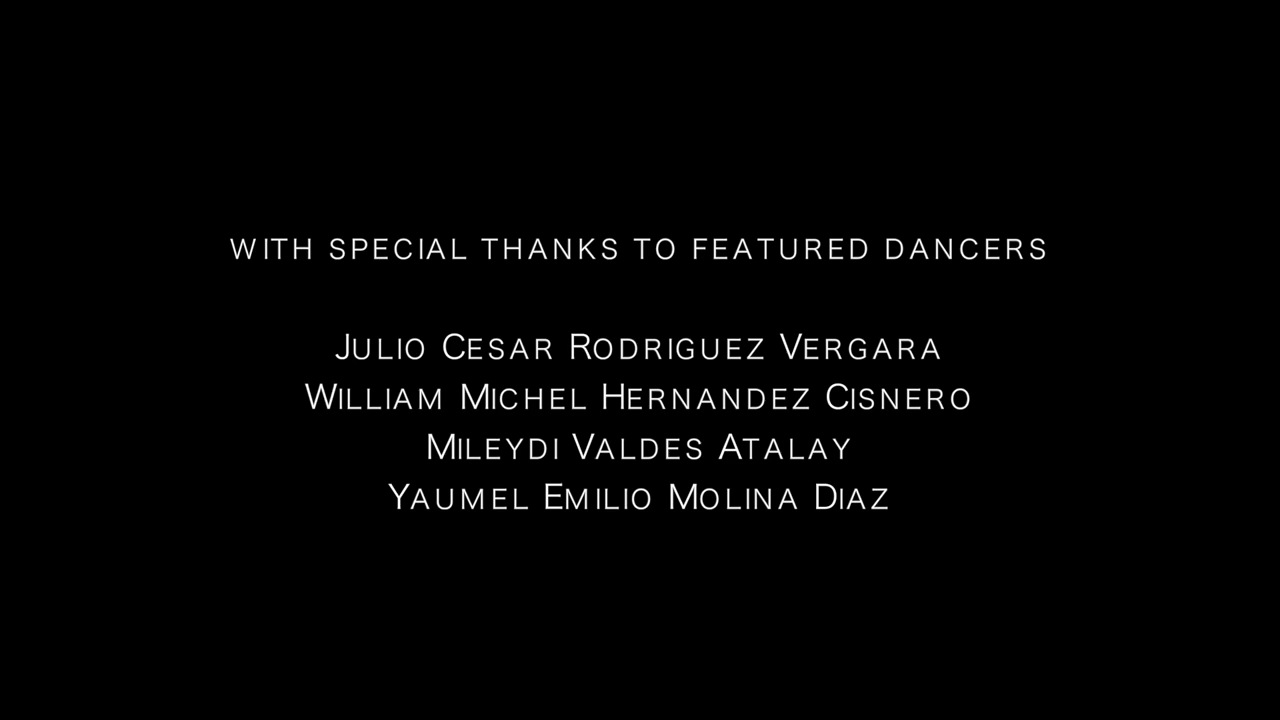 WITH SPECIAL THANKS TO FEATURED DANCERS
JULIO CESAR RODRIGUEZ VERGARA
WILLIAM MICHEL HERNANDEZ CISNERO
MILEYDI VALDES ATALAY
YAUMEL EMILIO MOLINA DIAZ